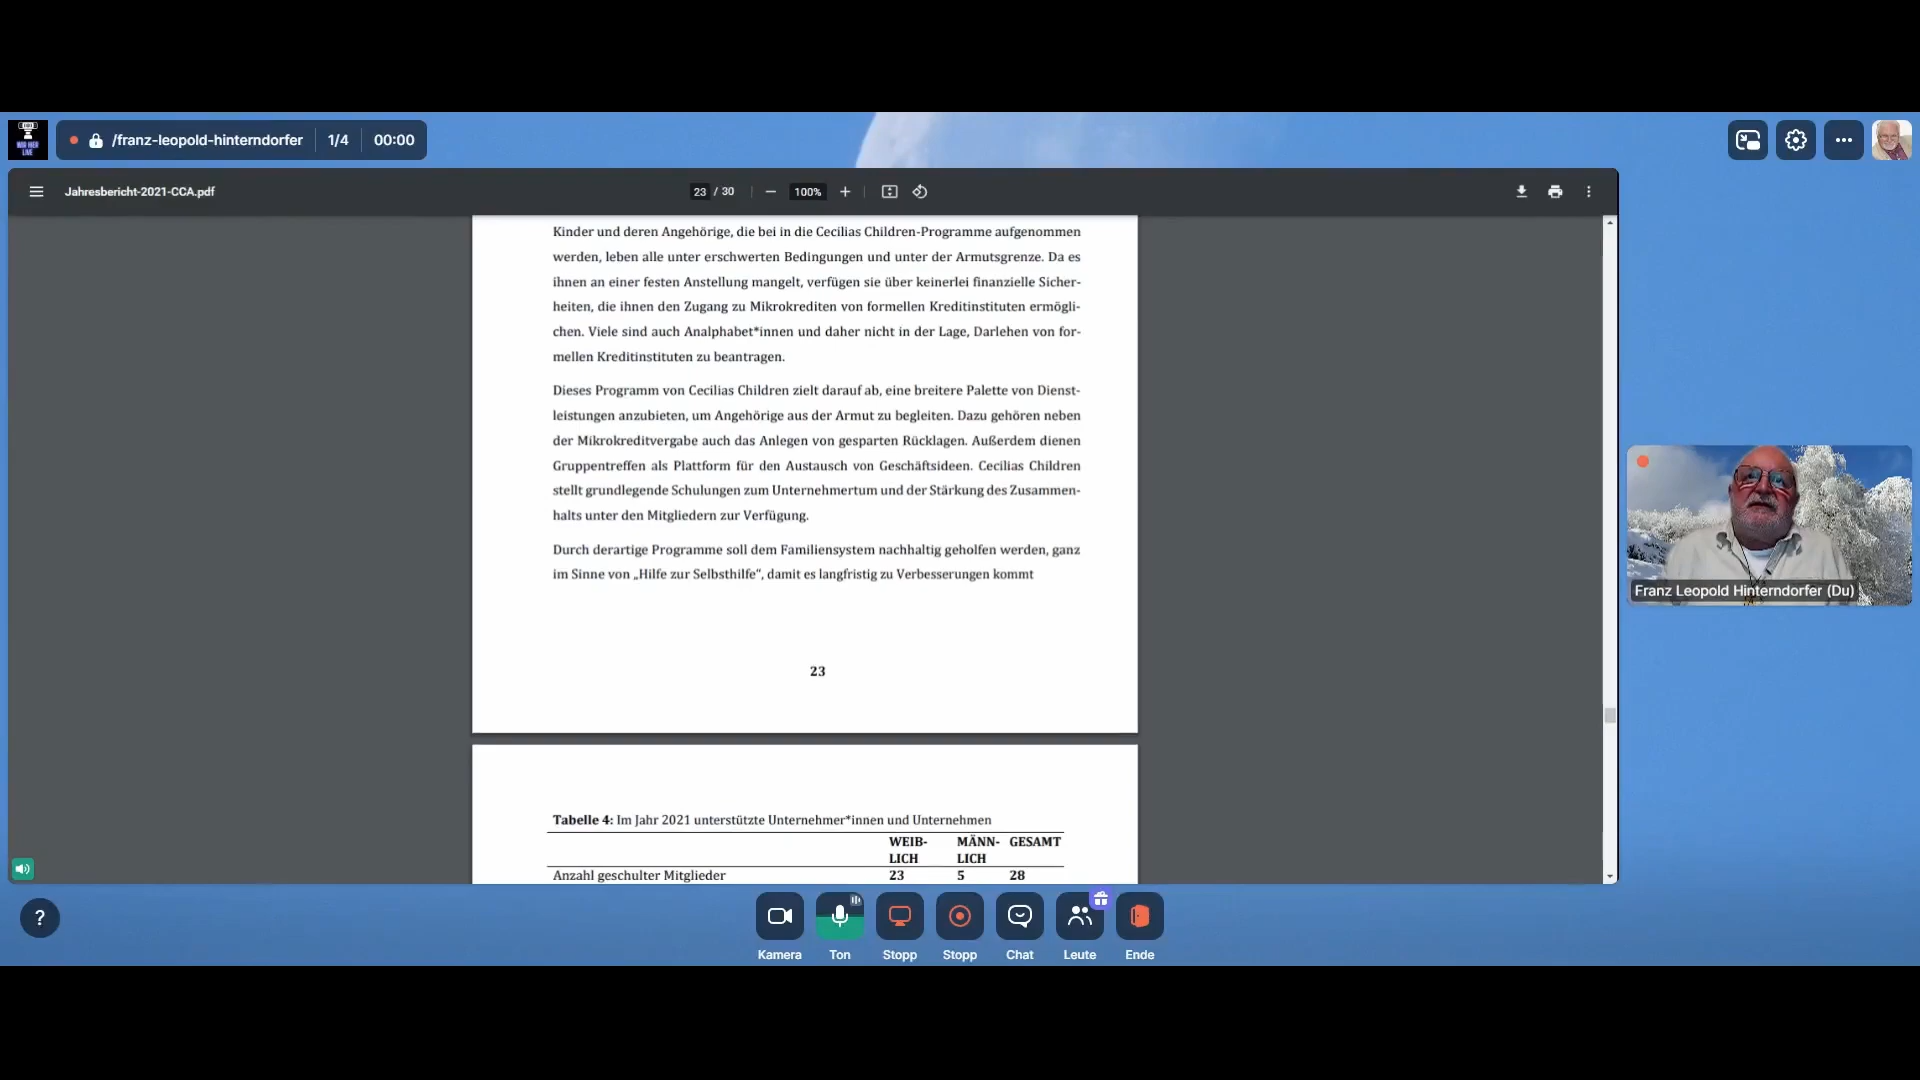 /franz-leopold-hinterndorfer 1/4 00:00
Jahresbericht-2021-CCA.pdf 23 / 30 100%
Kinder und deren Angehörige, die bei in die Cecilias Children-Programme aufgenommen
werden, leben alle unter erschwerten Bedingungen und unter der Armutsgrenze. Da es
ihnen an einer festen Anstellung mangelt, verfügen sie über keinerlei finanzielle Sicher-
heiten, die ihnen den Zugang zu Mikrokrediten von formellen Kreditinstituten ermögli-
chen. Viele sind auch Analphabet*innen und daher nicht in der Lage, Darlehen von for-
mellen Kreditinstituten zu beantragen.
Dieses Programm von Cecilias Children zielt darauf ab, eine breitere Palette von Dienst-
leistungen anzubieten, um Angehörige aus der Armut zu begleiten. Dazu gehören neben
der Mikrokreditvergabe auch das Anlegen von gesparten Rücklagen. Außerdem dienen
Gruppentreffen als Plattform für den Austausch von Geschäftsideen. Cecilias Children
stellt grundlegende Schulungen zum Unternehmertum und der Stärkung des Zusammen-
halts unter den Mitgliedern zur Verfügung.
Durch derartige Programme soll dem Familiensystem nachhaltig geholfen werden, ganz
im Sinne von „Hilfe zur Selbsthilfe“, damit es langfristig zu Verbesserungen kommt
23
Tabelle 4: Im Jahr 2021 unterstützte Unternehmer*innen und Unternehmen
WEIB- MÄNN- GESAMT
LICH LICH
Anzahl geschulter Mitglieder 23 5 28
Franz Leopold Hinterndorfer (Du)
?
Kamera Ton Stopp Stopp Chat Leute Ende